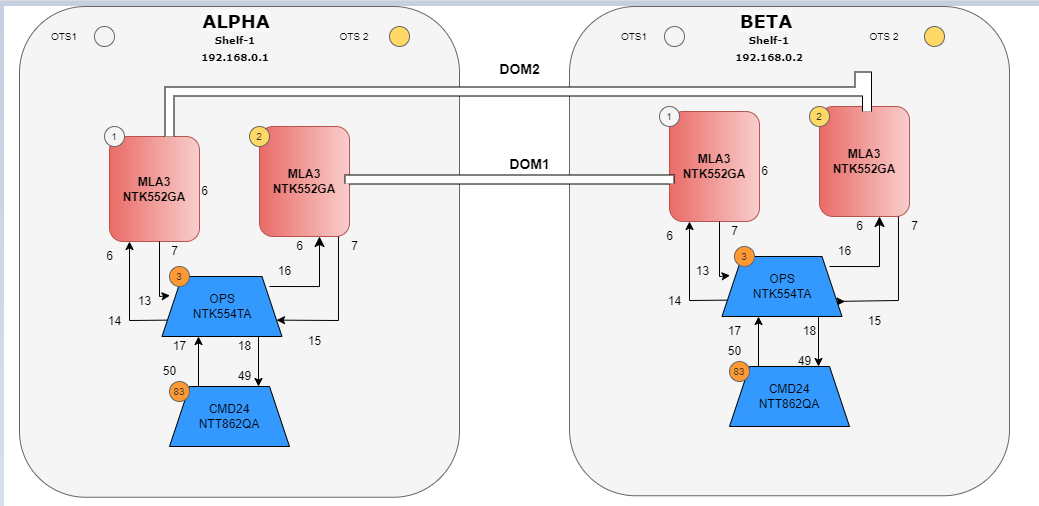 ALPHA
Shelf-1
192.168.0.1
OTS1
OTS 2
BETA
Shelf-1
192.168.0.2
OTS1
OTS 2
DOM2
DOM1
1
MLA3
NTK552GA
6
2
MLA3
NTK552GA
6
7
6
7
3
OPS
NTK554TA
13
14
16
15
17
18
50
49
83
CMD24
NTT862QA
1
MLA3
NTK552GA
6
2
MLA3
NTK552GA
6
7
6
7
3
OPS
NTK554TA
13
14
16
15
17
18
50
49
83
CMD24
NTT862QA